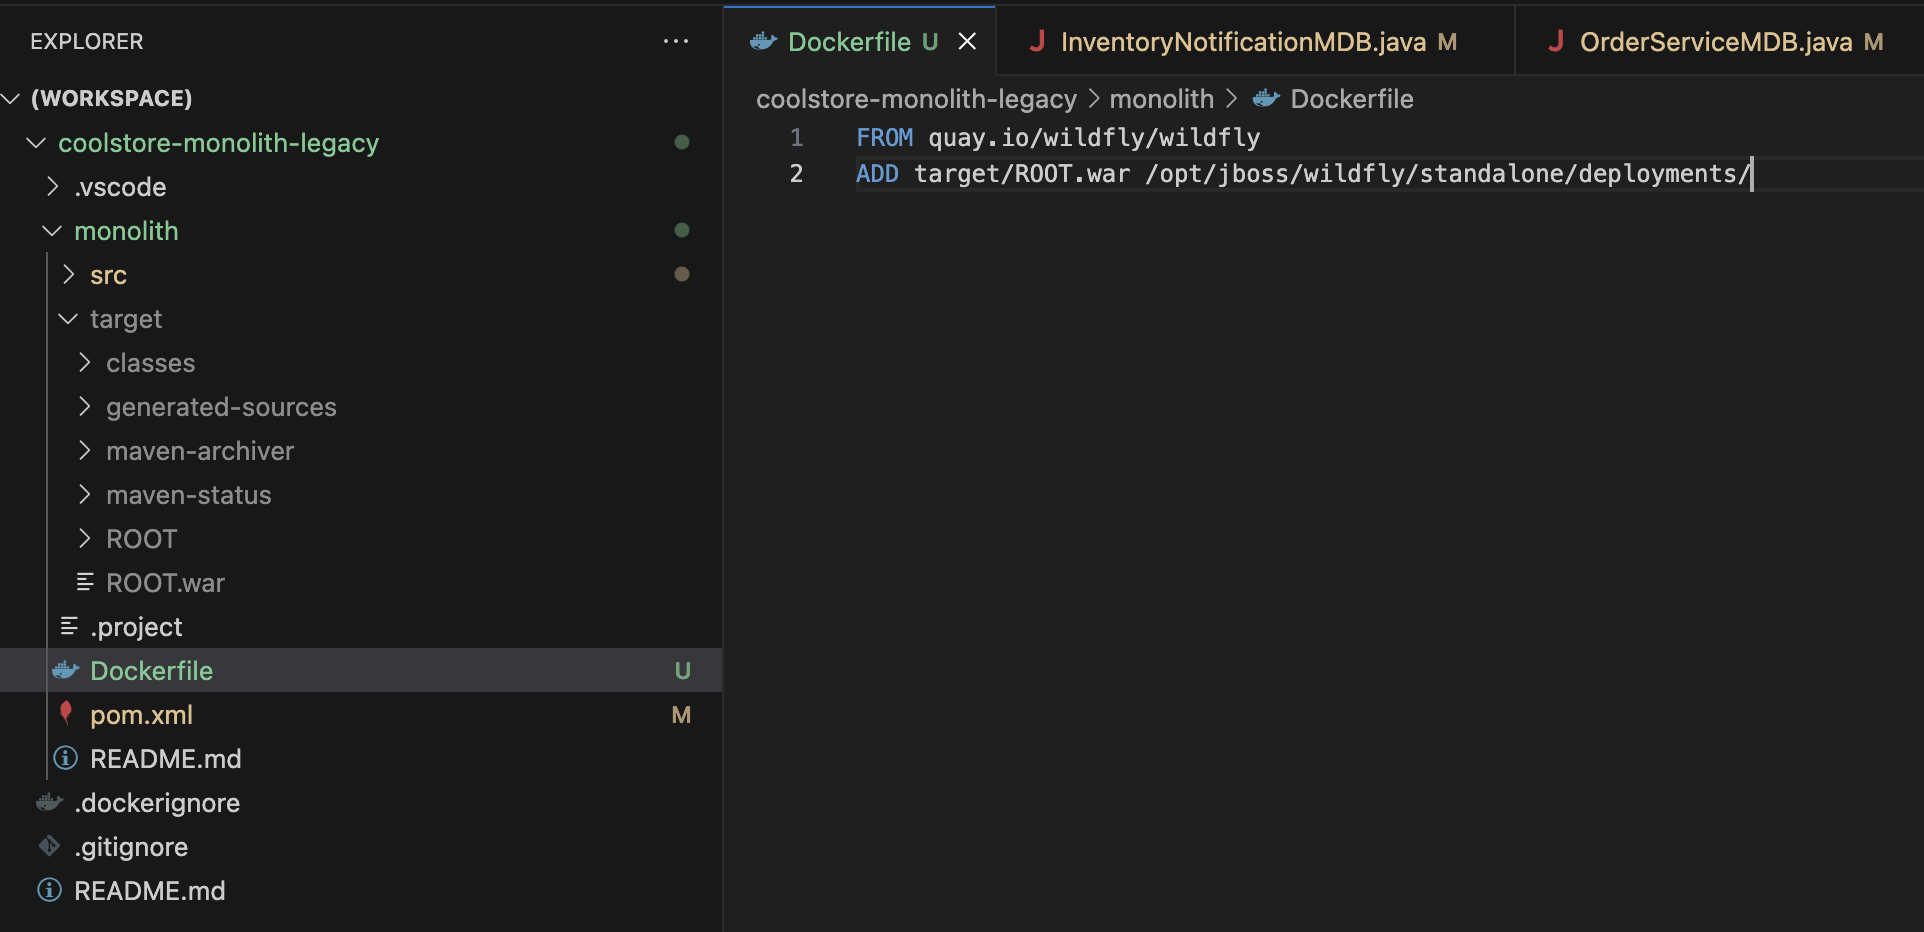 EXPLORER
(WORKSPACE)
coolstore-monolith-legacy
.vscode
monolith
src
target
classes
generated-sources
maven-archiver
maven-status
ROOT
ROOT.war
.project
Dockerfile U
pom.xml M
README.md
.dockerignore
.gitignore
README.md
Dockerfile U
InventoryNotificationMDB.java M
OrderServiceMDB.java M
coolstore-monolith-legacy > monolith > Dockerfile
1 FROM quay.io/wildfly/wildfly
2 ADD target/ROOT.war /opt/jboss/wildfly/standalone/deployments/